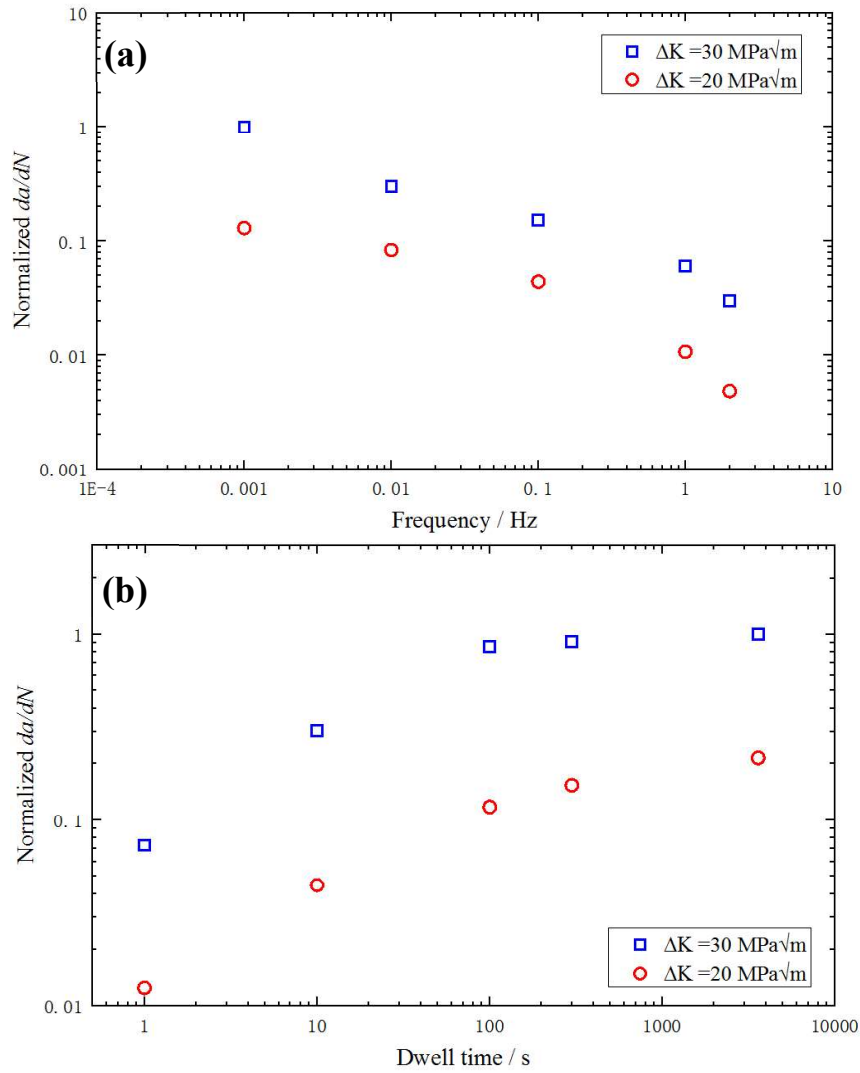 (a)
ΔK =30 MPa√m
ΔK =20 MPa√m
10
1
0.1
0.01
0.001
Normalized da/dN
1E-4 0.001 0.01 0.1 1 10
Frequency / Hz
(b)
1
0.1
0.01
Normalized da/dN
ΔK =30 MPa√m
ΔK =20 MPa√m
1 10 100 1000 10000
Dwell time / s